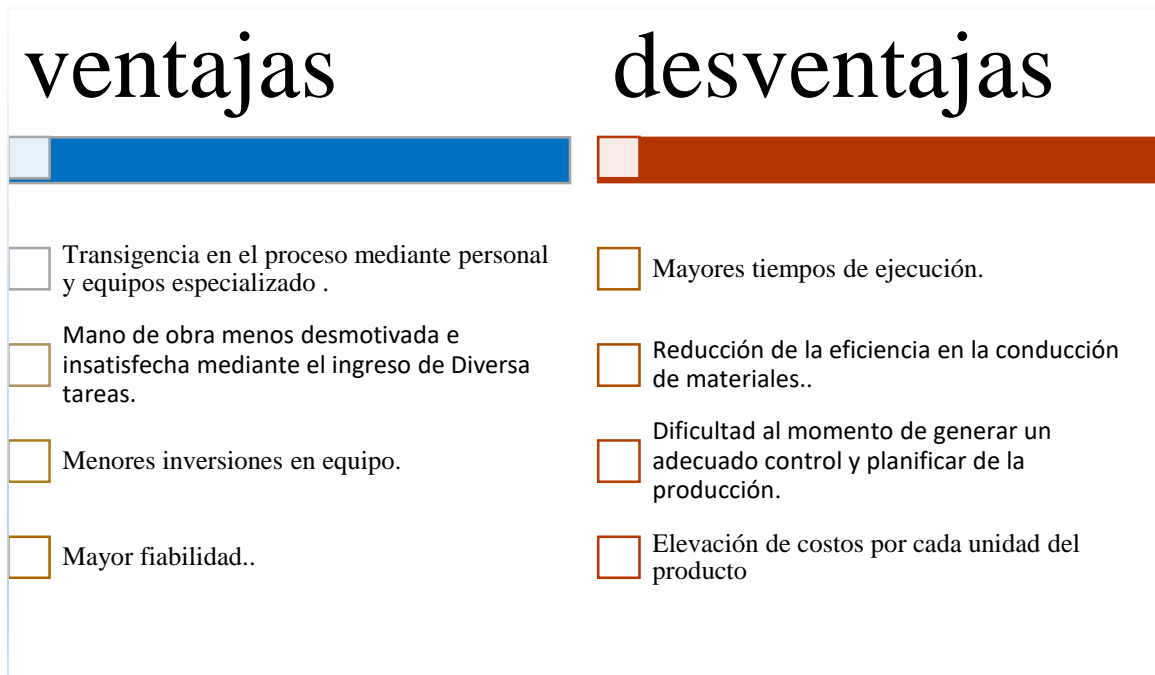 ventajas
Transigencia en el proceso mediante personal
y equipos especializado .
Mano de obra menos desmotivada e
insatisfecha mediante el ingreso de Diversa
tareas.
Menores inversiones en equipo.
Mayor fiabilidad..
desventajas
Mayores tiempos de ejecución.
Reducción de la eficiencia en la conducción
de materiales..
Dificultad al momento de generar un
adecuado control y planificar de la
producción.
Elevación de costos por cada unidad del
producto